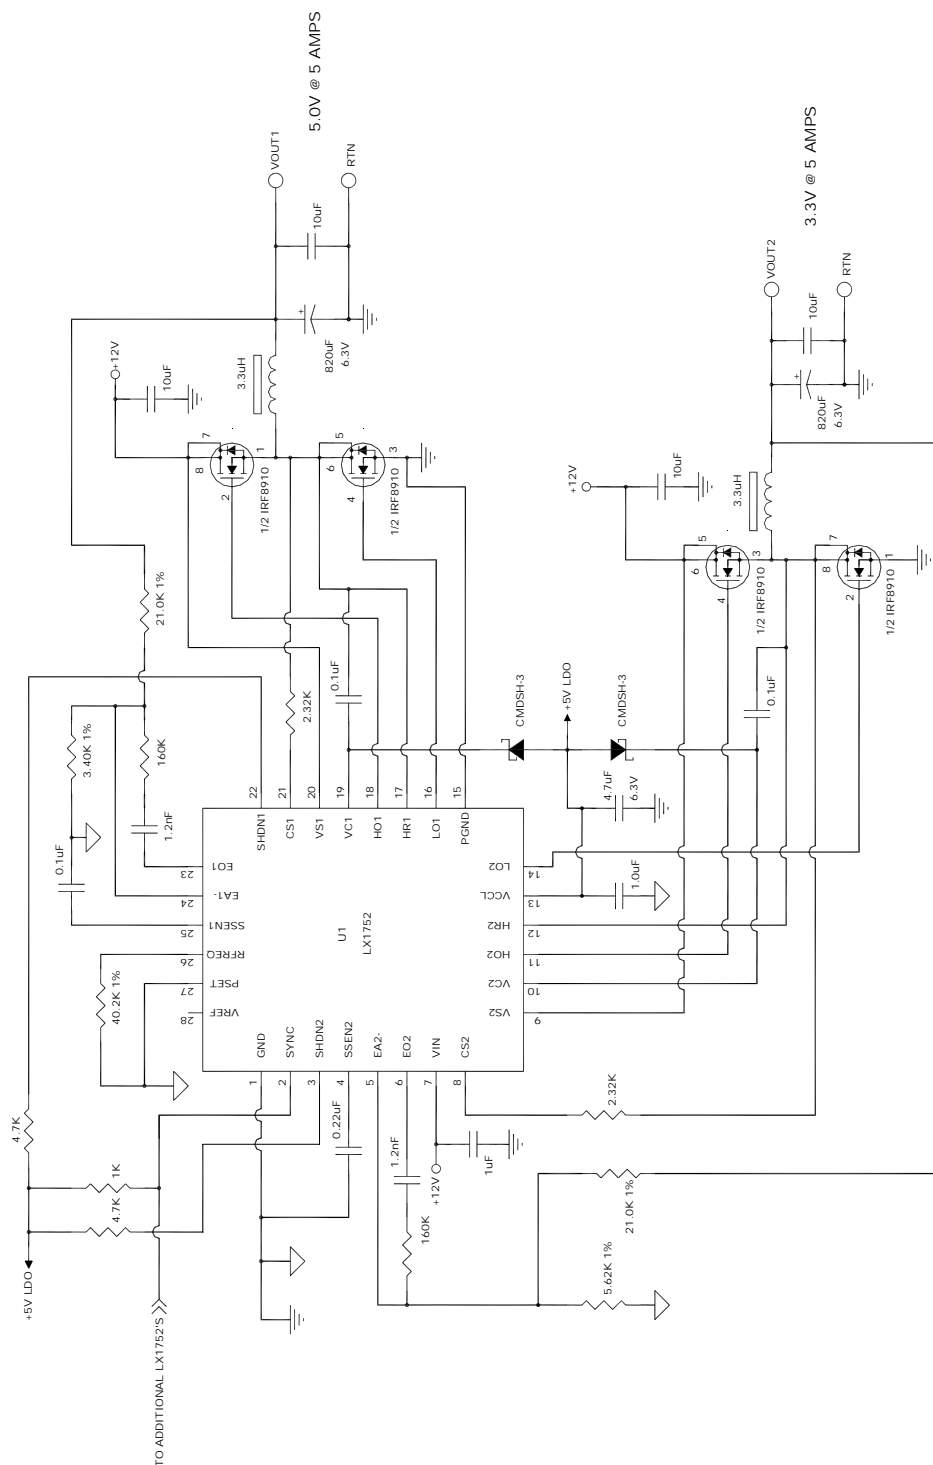 5.0V @ 5 AMPS
VOUT1
RTN
10uF
820uF
6.3V
3.3uH
+12V
10uF
7
8
1
2
1/2 IRF8910
5
6
3
4
1/2 IRF8910
3.3V @ 5 AMPS
VOUT2
RTN
10uF
820uF
6.3V
3.3uH
+12V
10uF
5
6
3
4
1/2 IRF8910
7
8
1
2
1/2 IRF8910
21.0K 1%
3.40K 1%
160K
1.2nF
0.1uF
40.2K 1%
0.1uF
2.32K
CMDSH-3
+5V LDO
CMDSH-3
0.1uF
4.7uF
6.3V
1.0uF
U1
LX1752
22
SHDN1
21
CS1
20
VS1
19
VC1
18
HO1
17
HR1
16
LO1
15
PGND
23
EO1
24
EA1-
25
SSEN1
26
RFREQ
27
PSET
28
VREF
1
GND
2
SYNC
3
SHDN2
4
SSEN2
5
EA2-
6
EO2
7
VIN
8
CS2
14
LO2
13
VCCL
12
HR2
11
HO2
10
VC2
9
VS2
4.7K
1K
4.7K
+5V LDO
TO ADDITIONAL LX1752'S
0.22uF
1.2nF
160K
+12V
1uF
2.32K
21.0K 1%
5.62K 1%